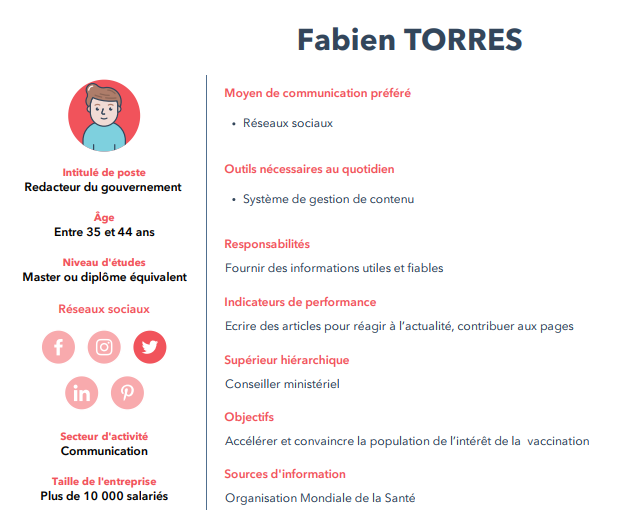 Fabien TORRES
Intitulé de poste
Redacteur du gouvernement
Âge
Entre 35 et 44 ans
Niveau d'études
Master ou diplôme équivalent
Réseaux sociaux
Secteur d'activité
Communication
Taille de l'entreprise
Plus de 10 000 salariés
Moyen de communication préféré
• Réseaux sociaux
Outils nécessaires au quotidien
• Système de gestion de contenu
Responsabilités
Fournir des informations utiles et fiables
Indicateurs de performance
Ecrire des articles pour réagir à l'actualité, contribuer aux pages
Supérieur hiérarchique
Conseiller ministériel
Objectifs
Accélérer et convaincre la population de l'intérêt de la vaccination
Sources d'information
Organisation Mondiale de la Santé